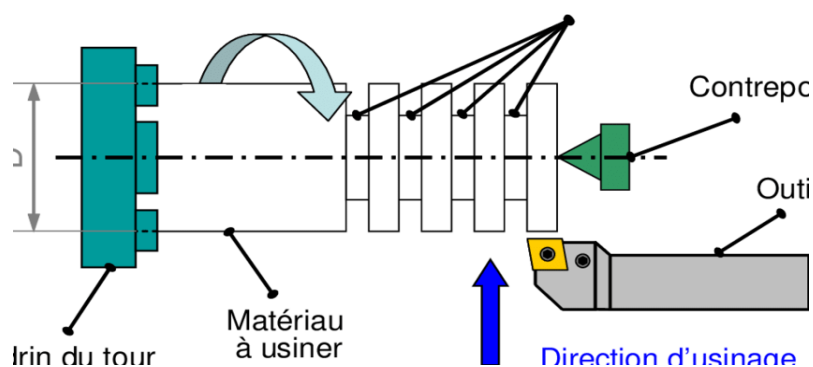 Contrepo
Outi
Matériau
à usiner
drin du tour
Direction d'usinage